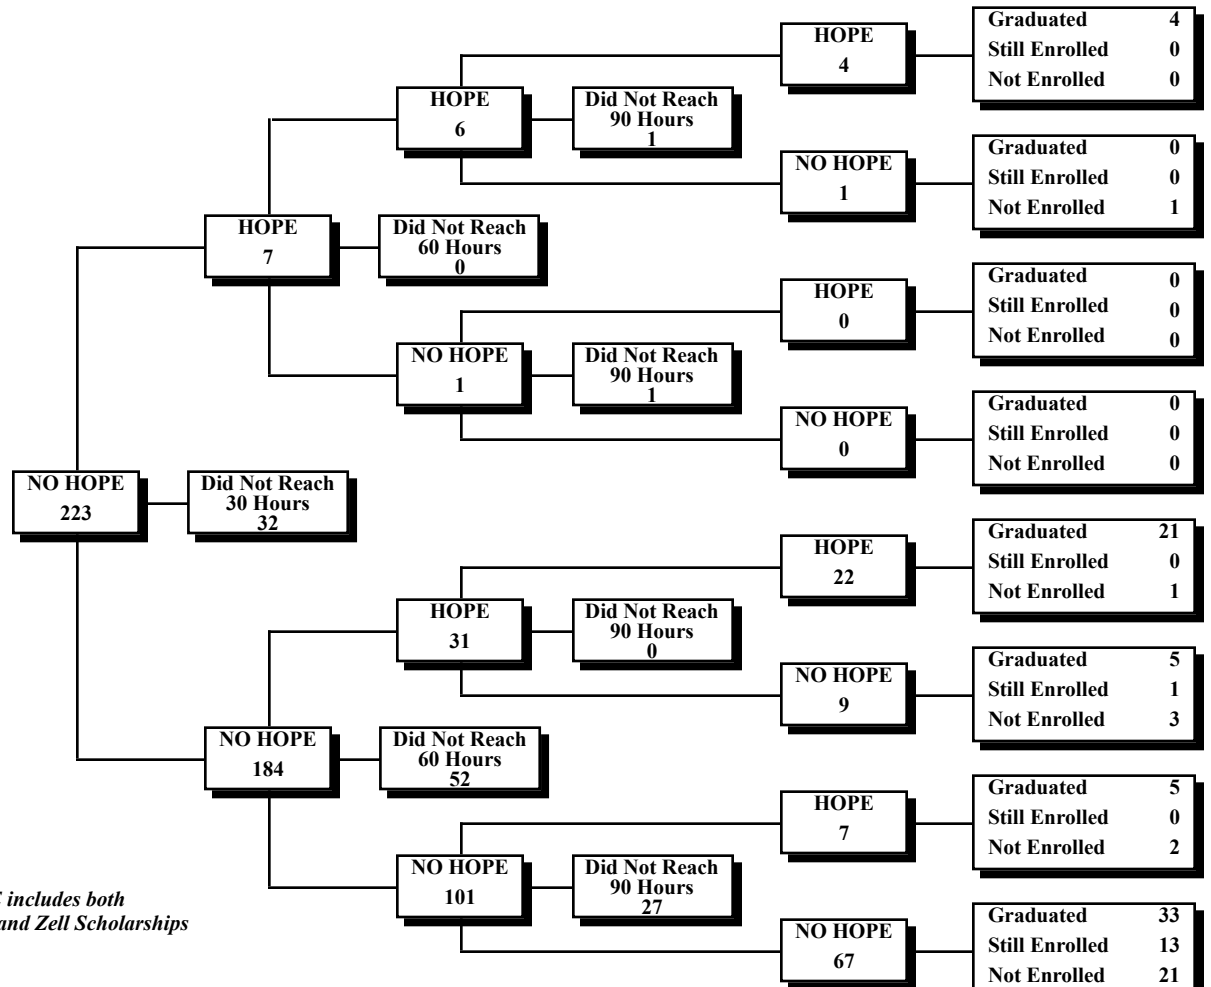 NO HOPE
223
Did Not Reach
30 Hours
32
HOPE
7
Did Not Reach
60 Hours
0
HOPE
6
Did Not Reach
90 Hours
1
HOPE
4
Graduated 4
Still Enrolled 0
Not Enrolled 0
NO HOPE
1
Graduated 0
Still Enrolled 0
Not Enrolled 1
NO HOPE
1
Did Not Reach
90 Hours
1
HOPE
0
Graduated 0
Still Enrolled 0
Not Enrolled 0
NO HOPE
0
Graduated 0
Still Enrolled 0
Not Enrolled 0
NO HOPE
184
Did Not Reach
60 Hours
52
HOPE
31
Did Not Reach
90 Hours
0
HOPE
22
Graduated 21
Still Enrolled 0
Not Enrolled 1
NO HOPE
9
Graduated 5
Still Enrolled 1
Not Enrolled 3
NO HOPE
101
Did Not Reach
90 Hours
27
HOPE
7
Graduated 5
Still Enrolled 0
Not Enrolled 2
NO HOPE
67
Graduated 33
Still Enrolled 13
Not Enrolled 21
includes both
and Zell Scholarships